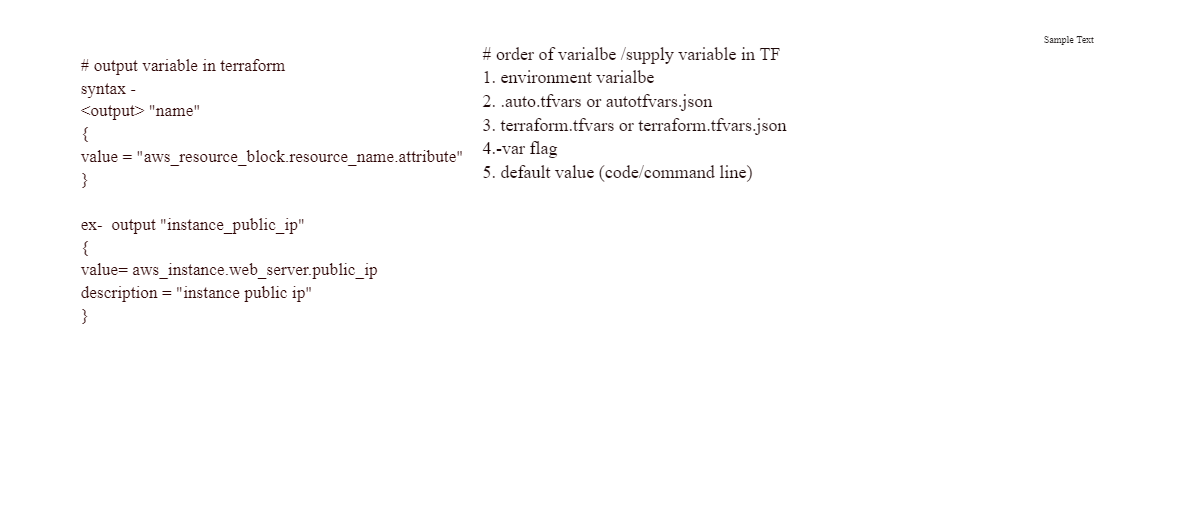 # output variable in terraform
syntax -
<output> "name"
{
value = "aws_resource_block.resource_name.attribute"
}
ex-  output "instance_public_ip"
{
value= aws_instance.web_server.public_ip
description = "instance public ip"
}
# order of varialbe /supply variable in TF
1. environment varialbe
2. .auto.tfvars or autotfvars.json
3. terraform.tfvars or terraform.tfvars.json
4.-var flag
5. default value (code/command line)
Sample Text